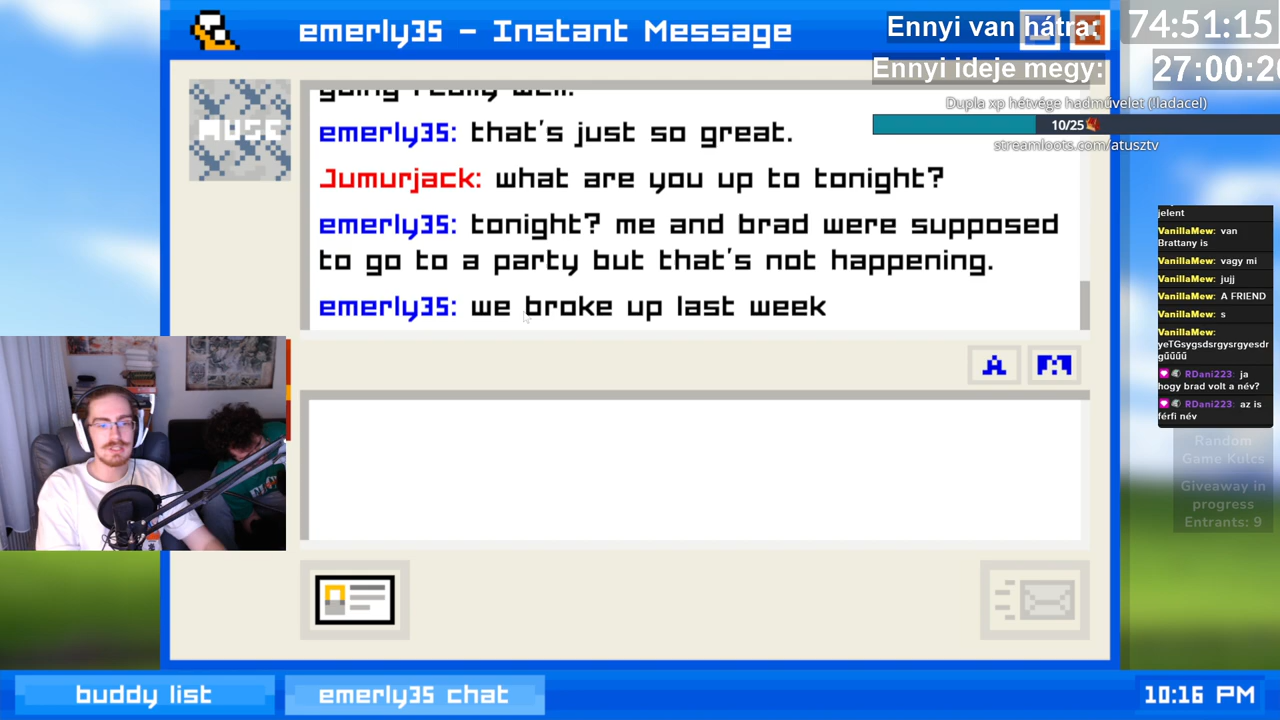 emerly35 - Instant Message
Ennyi van hátra:
74:51:15
Ennyi ideje megy:
27:00:20
Dupla xp hétvége hadművelet (!ladacel)
10/25
streamloots.com/atusztv
MUSE
going really well.
emerly35: that's just so great.
Jumurjack: what are you up to tonight?
emerly35: tonight? me and brad were supposed
to go to a party but that's not happening.
emerly35: we broke up last week
A
jelent
VanillaMew: van
Brattany is
VanillaMew: vagy mi
VanillaMew: jujj
VanillaMew: A FRIEND
VanillaMew: s
VanillaMew:
yeTGsygsdsrgysrgyesdr
gűűűű
RDani223: ja
hogy brad volt a név?
RDani223: az is
férfi név
Random
Game Kulcs
Giveaway in
progress
Entrants: 9
buddy list
emerly35 chat
10:16 PM